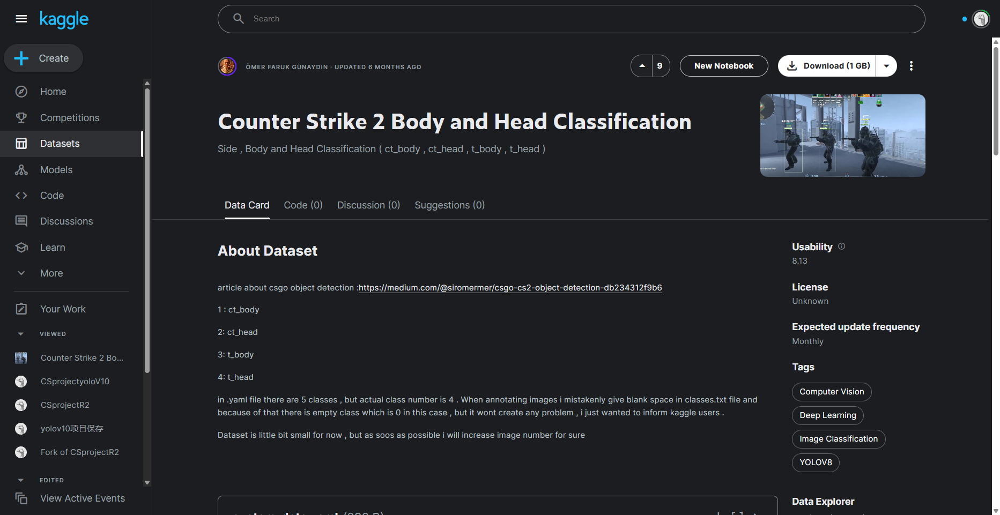 kaggle
Search
Create
Home
Competitions
Datasets
Models
Code
Discussions
Learn
More
Your Work
VIEWED
Counter Strike 2 Bo...
CSprojectyoloV10
CSprojectR2
yolov10项目保存
Fork of CSprojectR2
EDITED
View Active Events
ÖMER FARUK GÜNAYDIN · UPDATED 6 MONTHS AGO
9
New Notebook
Download (1 GB)
Counter Strike 2 Body and Head Classification
Side , Body and Head Classification ( ct_body , ct_head , t_body , t_head )
Data Card
Code (0)
Discussion (0)
Suggestions (0)
About Dataset
article about csgo object detection :https://medium.com/@siromermer/csgo-cs2-object-detection-db234312f9b6
1 : ct_body
2: ct_head
3: t_body
4: t_head
in .yaml file there are 5 classes , but actual class number is 4 . When annotating images i mistakenly give blank space in classes.txt file and
because of that there is empty class which is 0 in this case , but it wont create any problem , i just wanted to inform kaggle users .
Dataset is little bit small for now , but as soos as possible i will increase image number for sure
Usability
8.13
License
Unknown
Expected update frequency
Monthly
Tags
Computer Vision
Deep Learning
Image Classification
YOLOV8
Data Explorer